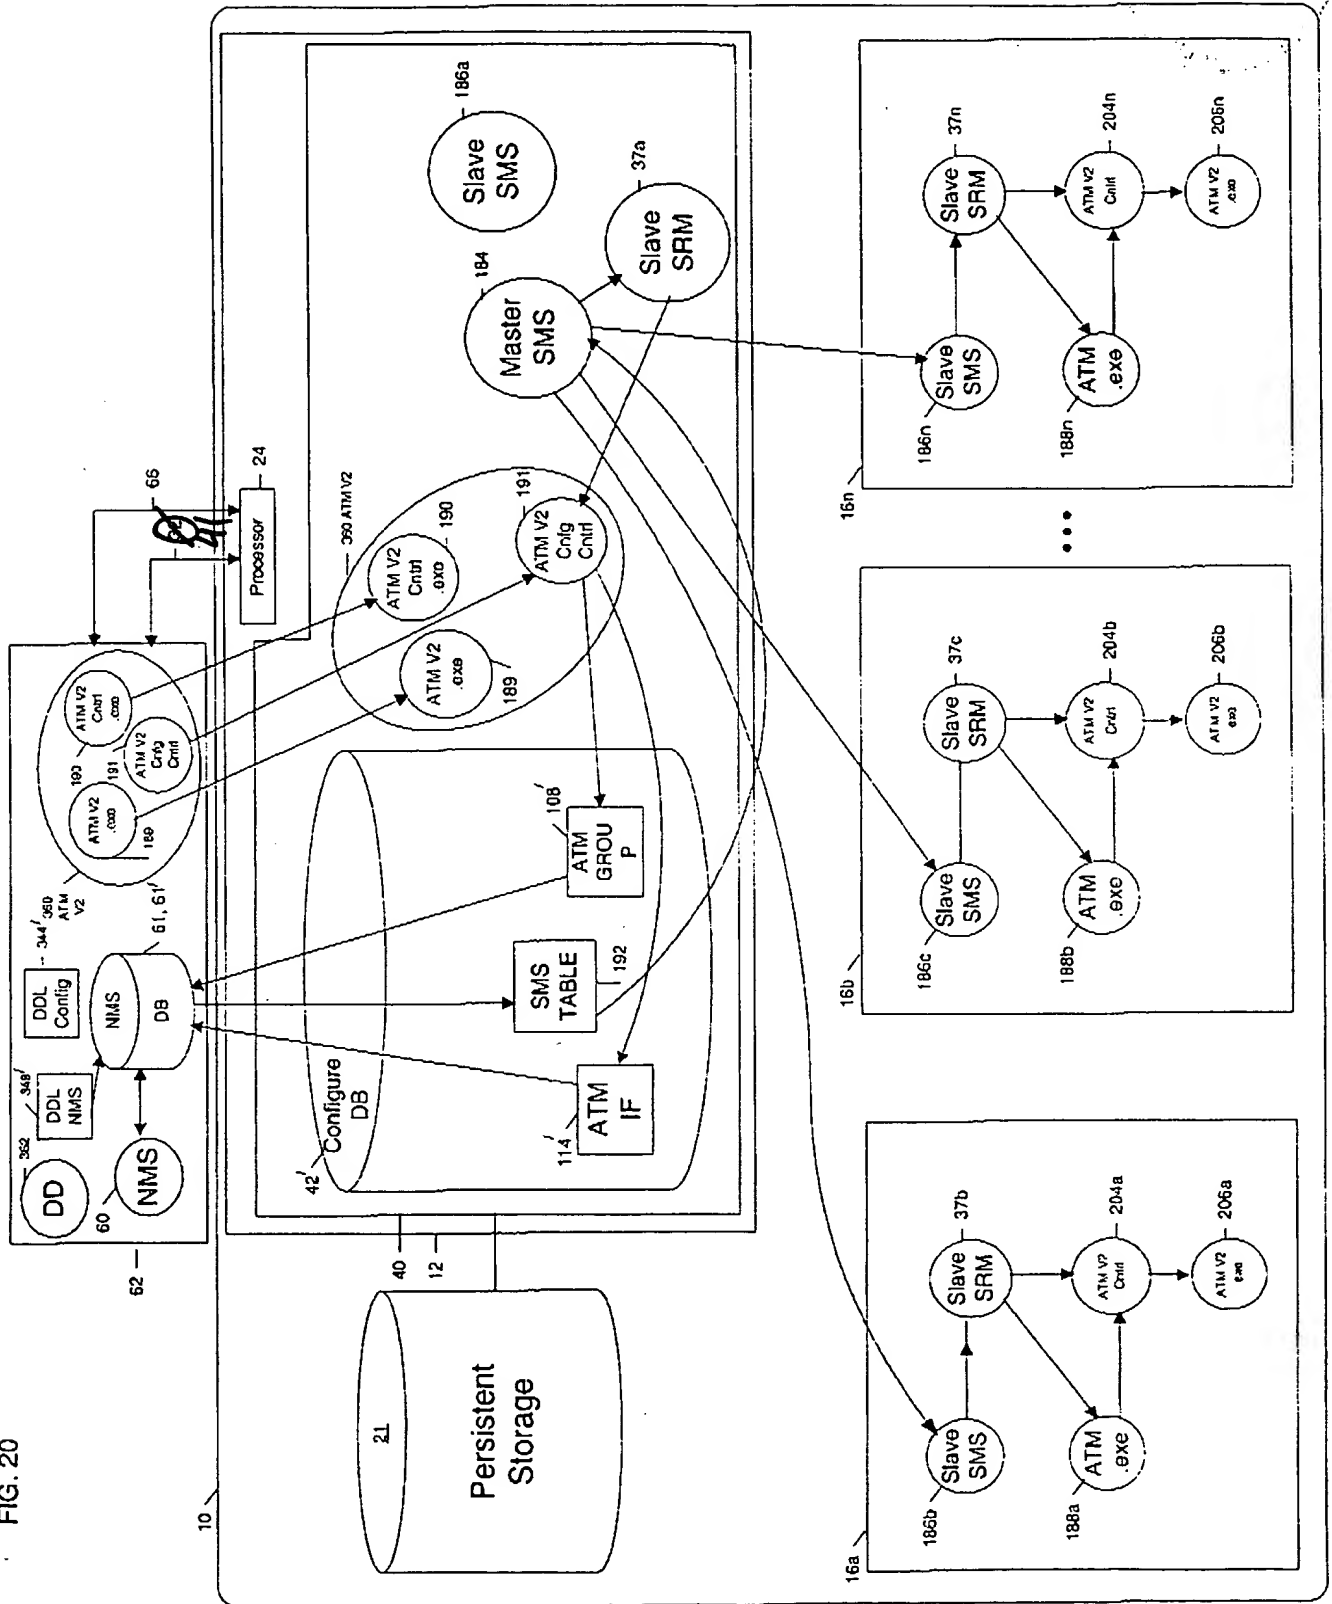 FIG. 20
10
62
362
DD
60
NMS
348'
DDL
NMS
344'
DDL
Config
NMS
DB
61, 61'
360
ATM
V2
189
ATM V2
.exe
191
ATM V2
Cnfg
Cntrl
190
ATM V2
Cntrl
.exe
66
24
Processor
40
12
21
Persistent
Storage
42'
Configure
DB
114'
ATM
IF
SMS
TABLE
192
108'
ATM
GROU
P
360 ATM V2
ATM V2
.exe
189
ATM V2
Cntrl
.exe
190
191
ATM V2
Cnfg
Cntrl
184
Master
SMS
186a
Slave
SMS
37a
Slave
SRM
16a
186b
Slave
SMS
37b
Slave
SRM
188a
ATM
.exe
204a
ATM V2
Cntrl
206a
ATM V2
exe
16b
186c
Slave
SMS
37c
Slave
SRM
188b
ATM
.exe
204b
ATM V2
Cntrl
206b
ATM V2
exe
•••
16n
186n
Slave
SMS
37n
Slave
SRM
188n
ATM
.exe
204n
ATM V2
Cntrl
206n
ATM V2
.exe